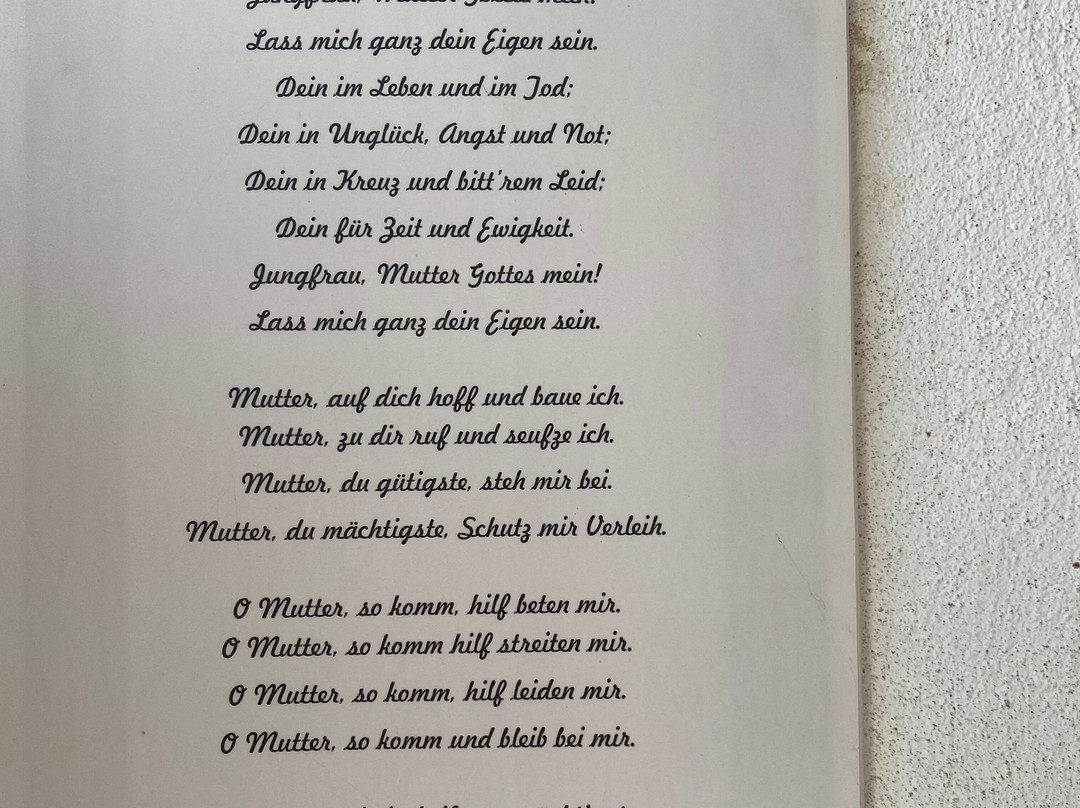 Lass mich ganz dein Eigen sein.
Dein im Leben und im Tod;
Dein in Unglück, Angst und Not;
Dein in Kreuz und bitt'rem Leid;
Dein für Zeit und Ewigkeit.
Jungfrau, Mutter Gottes mein!
Lass mich ganz dein Eigen sein.
Mutter, auf dich hoff und baue ich.
Mutter, zu dir ruf und seufze ich.
Mutter, du gütigste, steh mir bei.
Mutter, du mächtigste, Schutz mir Verleih.
O Mutter, so komm, hilf beten mir.
O Mutter, so komm hilf streiten mir.
O Mutter, so komm, hilf leiden mir.
O Mutter, so komm und bleib bei mir.